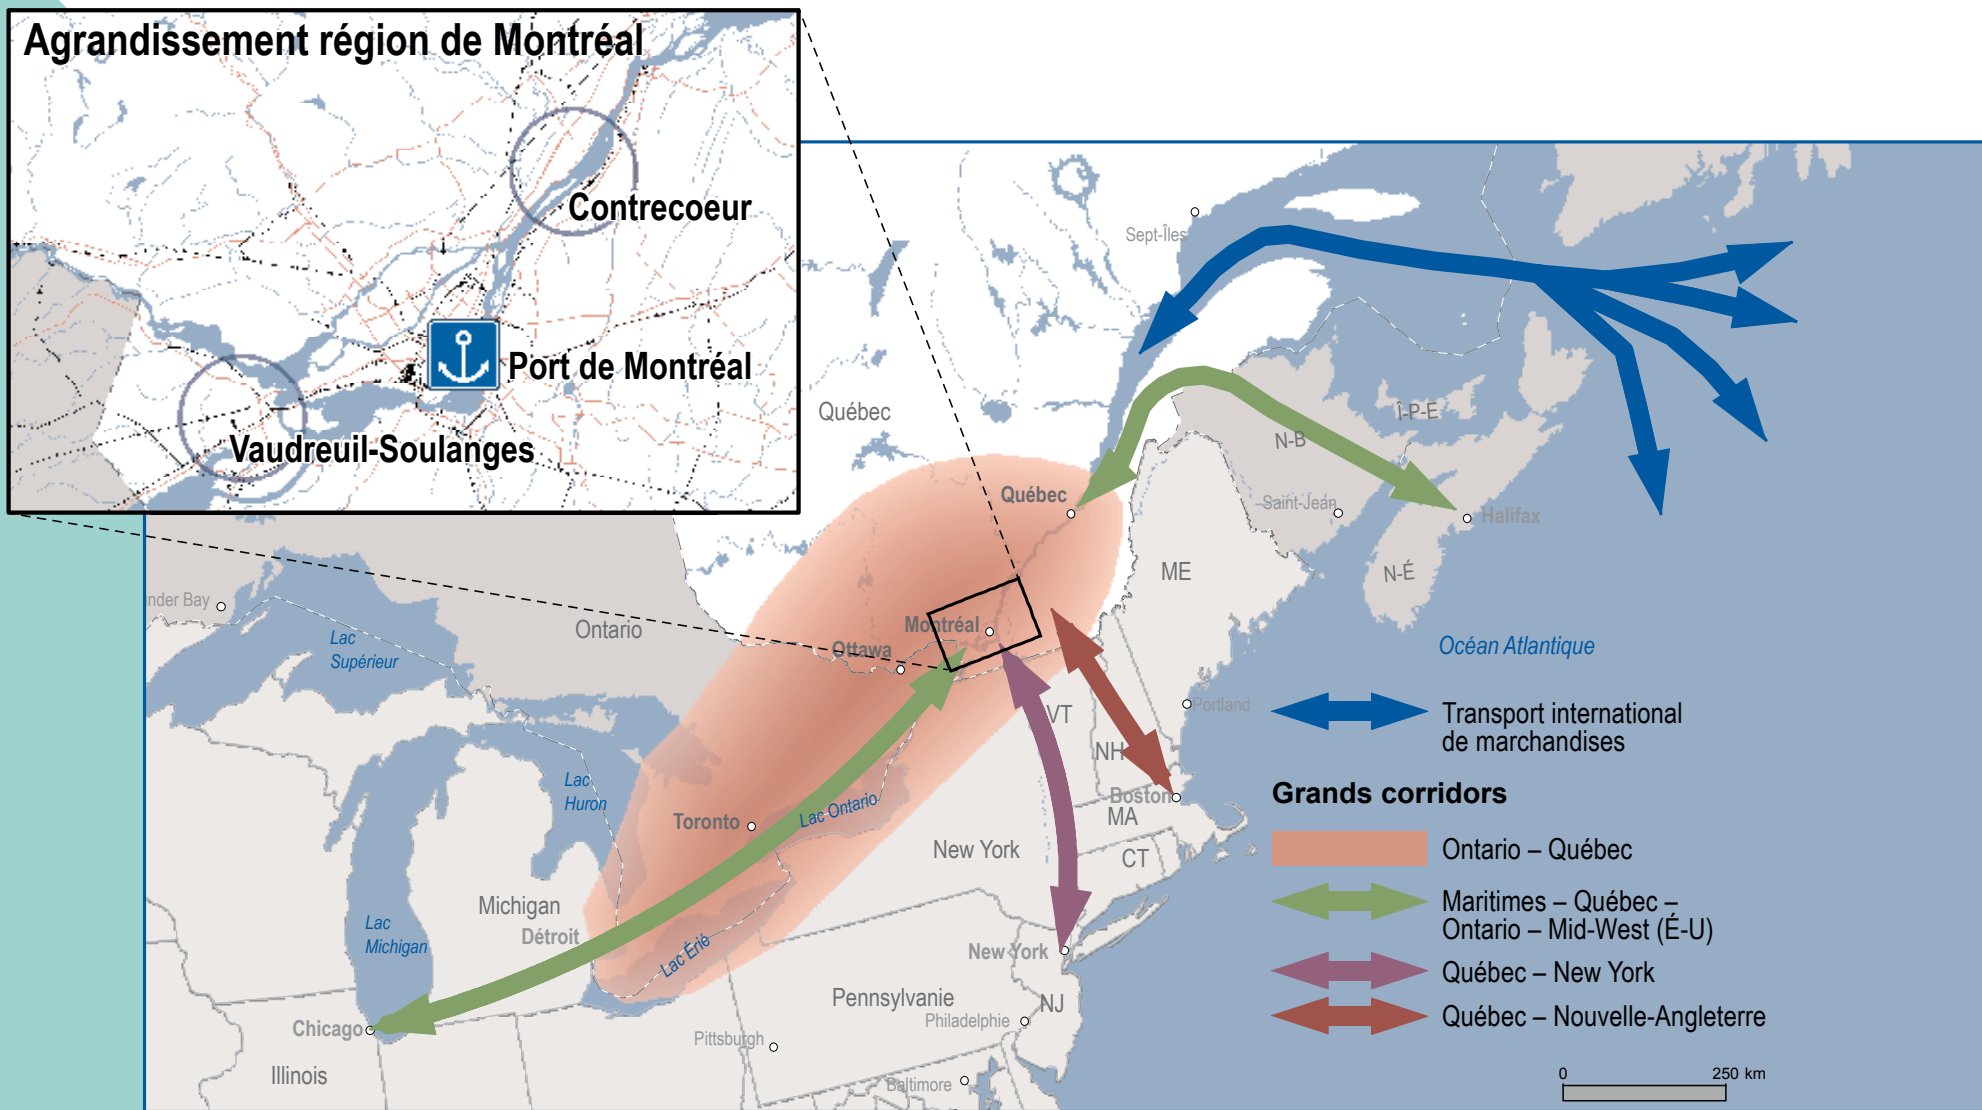 Agrandissement région de Montréal
Contrecoeur
Port de Montréal
Vaudreuil-Soulanges
Sept-Îles
Québec
Î-P-E
N-B
Québec
Saint-Jean
Halifax
N-É
ME
nder Bay
Ontario
Lac
Supérieur
Montréal
Ottawa
Océan Atlantique
VT
Portland
NH
Transport international
de marchandises
Lac
Huron
Toronto
Lac Ontario
Boston
MA
Grands corridors
New York
CT
Ontario – Québec
Michigan
Détroit
Lac
Michigan
Lac Érié
Maritimes – Québec –
Ontario – Mid-West (É-U)
New York
Québec – New York
Pennsylvanie
NJ
Philadelphie
Québec – Nouvelle-Angleterre
Chicago
Pittsburgh
Illinois
Baltimore
0
250 km